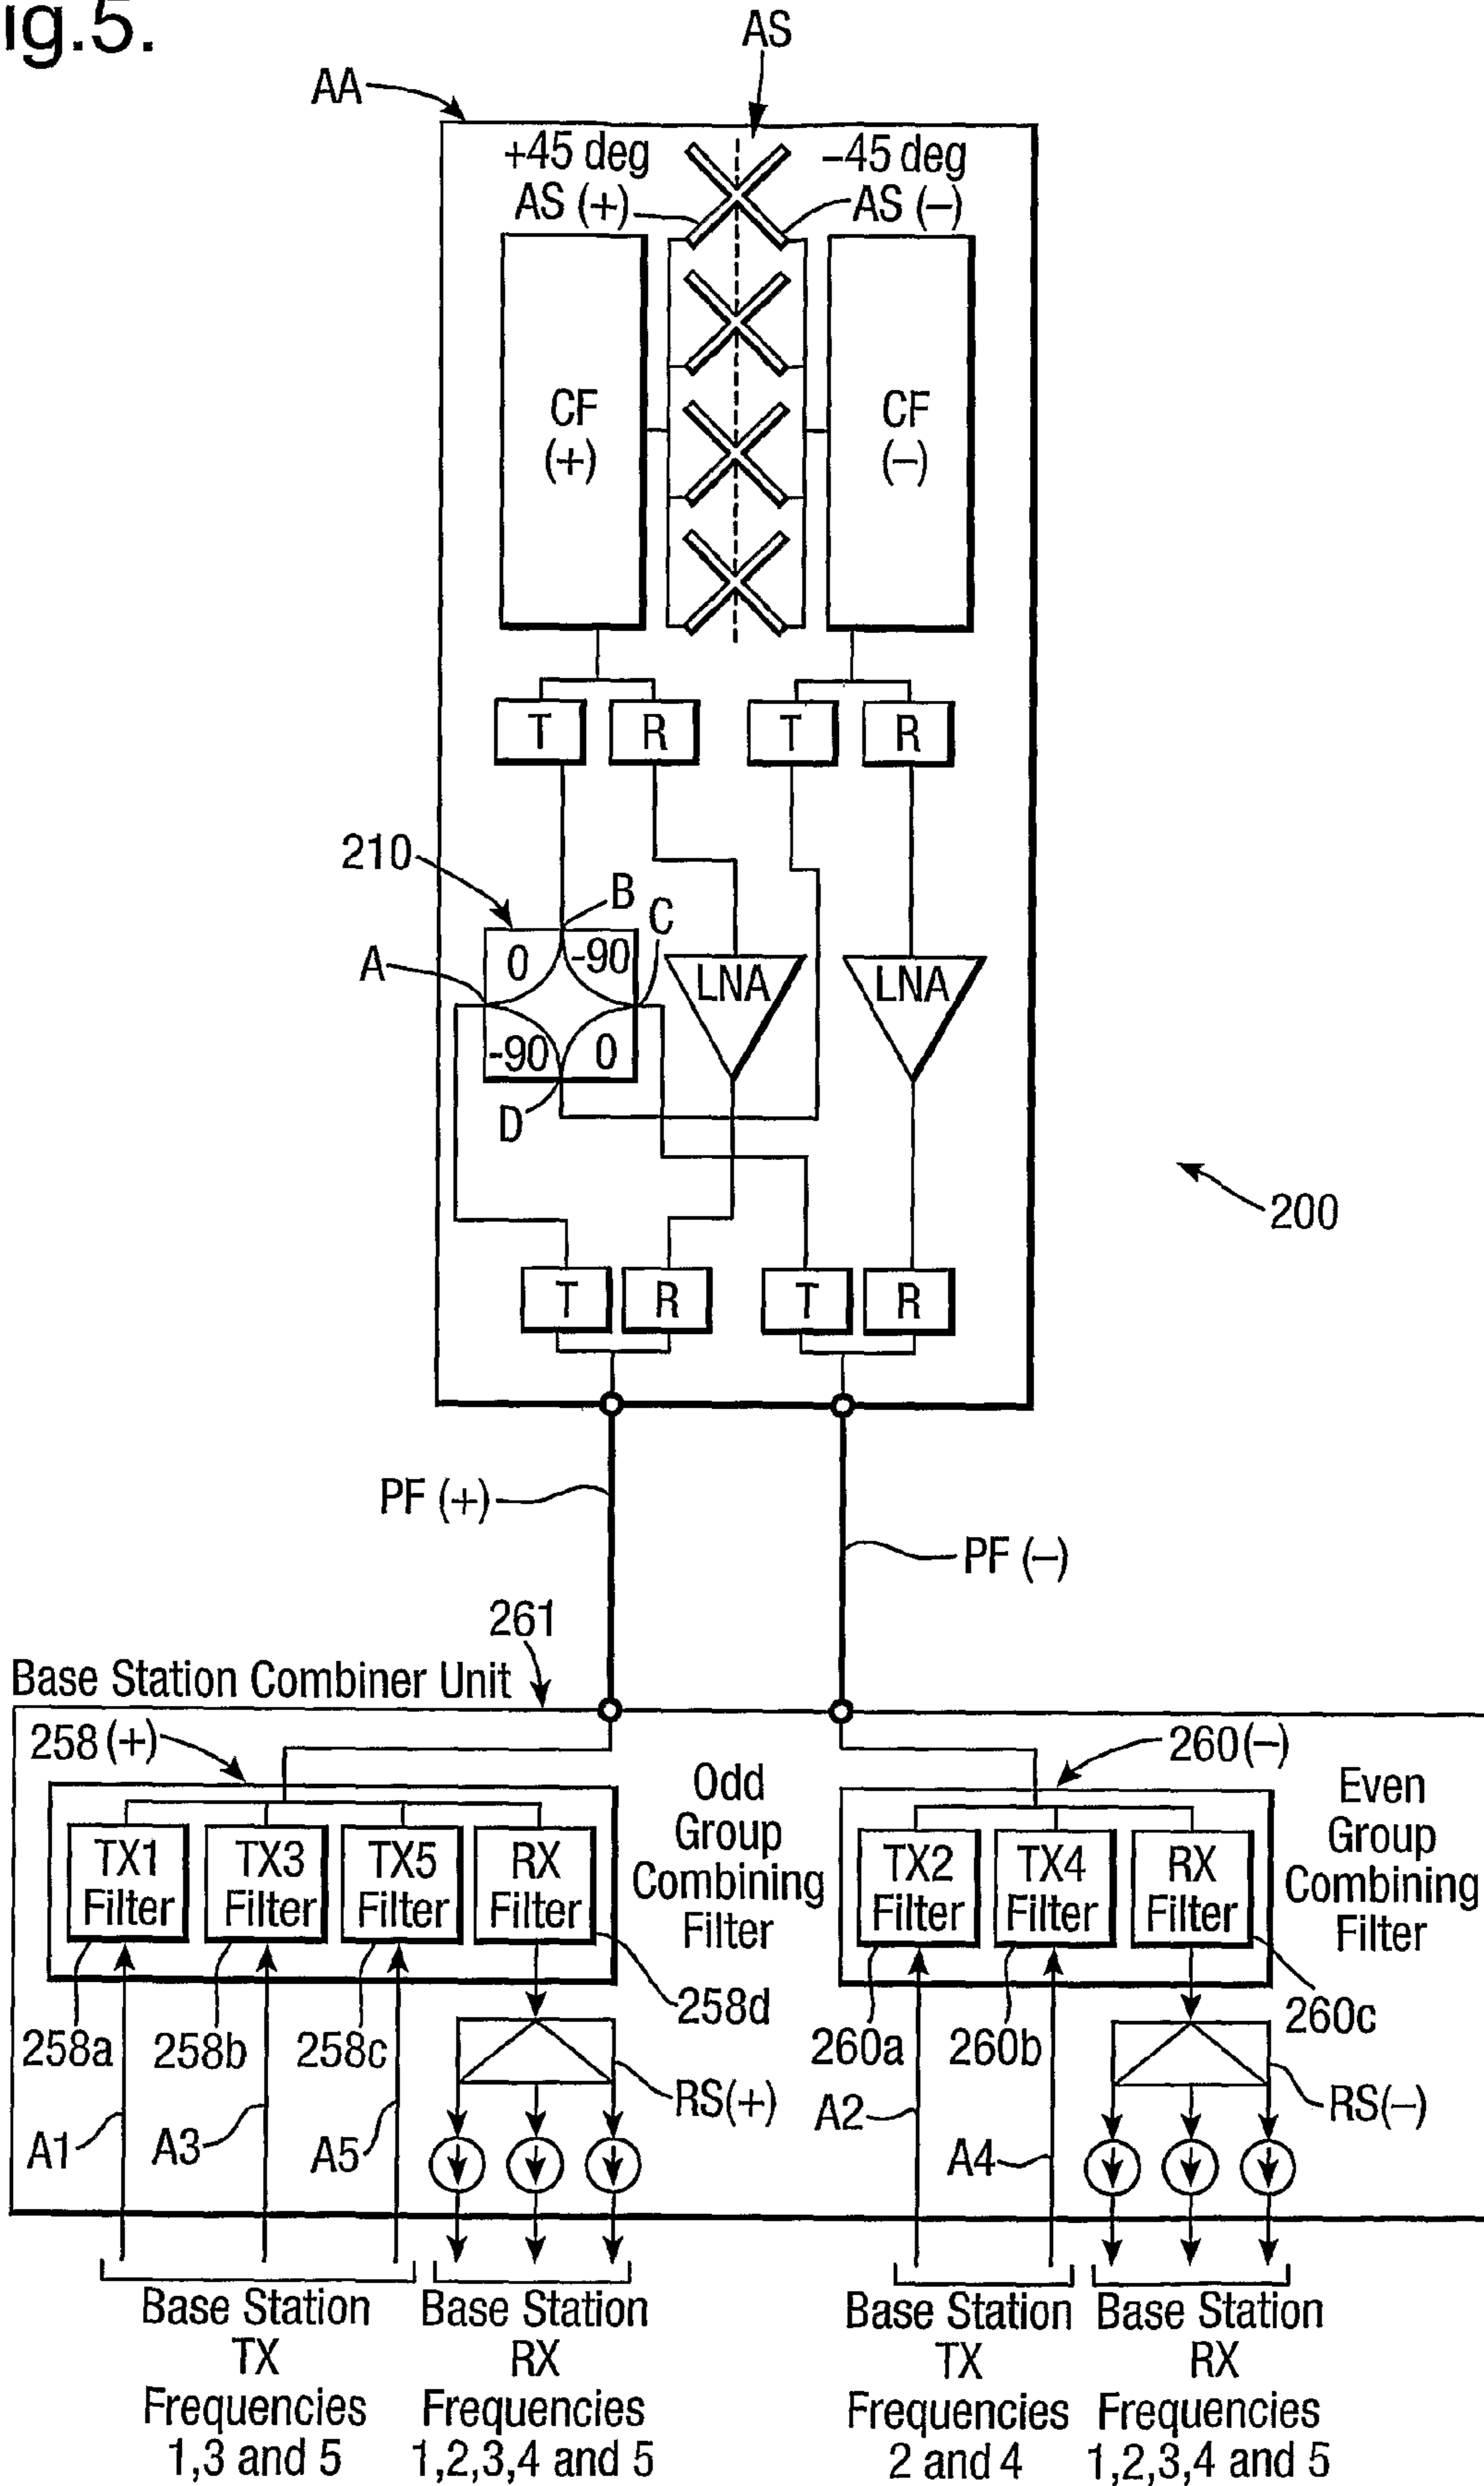 ig.5.
AS
AA
+45 deg
-45 deg
AS (+)
AS (-)
CF
(+)
CF
(-)
T
R
T
R
210
B
C
A
0
-90
LNA
LNA
-90
0
D
200
T
R
T
R
PF (+)
PF (-)
261
Base Station Combiner Unit
258 (+)
260 (-)
Odd
Group
Combining
Filter
Even
Group
Combining
Filter
TX1
Filter
TX3
Filter
TX5
Filter
RX
Filter
TX2
Filter
TX4
Filter
RX
Filter
258a
258b
258c
258d
260a
260b
260c
RS(+)
RS(-)
A1
A3
A5
A2
A4
Base Station
TX
Frequencies
1,3 and 5
Base Station
RX
Frequencies
1,2,3,4 and 5
Base Station
TX
Frequencies
2 and 4
Base Station
RX
Frequencies
1,2,3,4 and 5